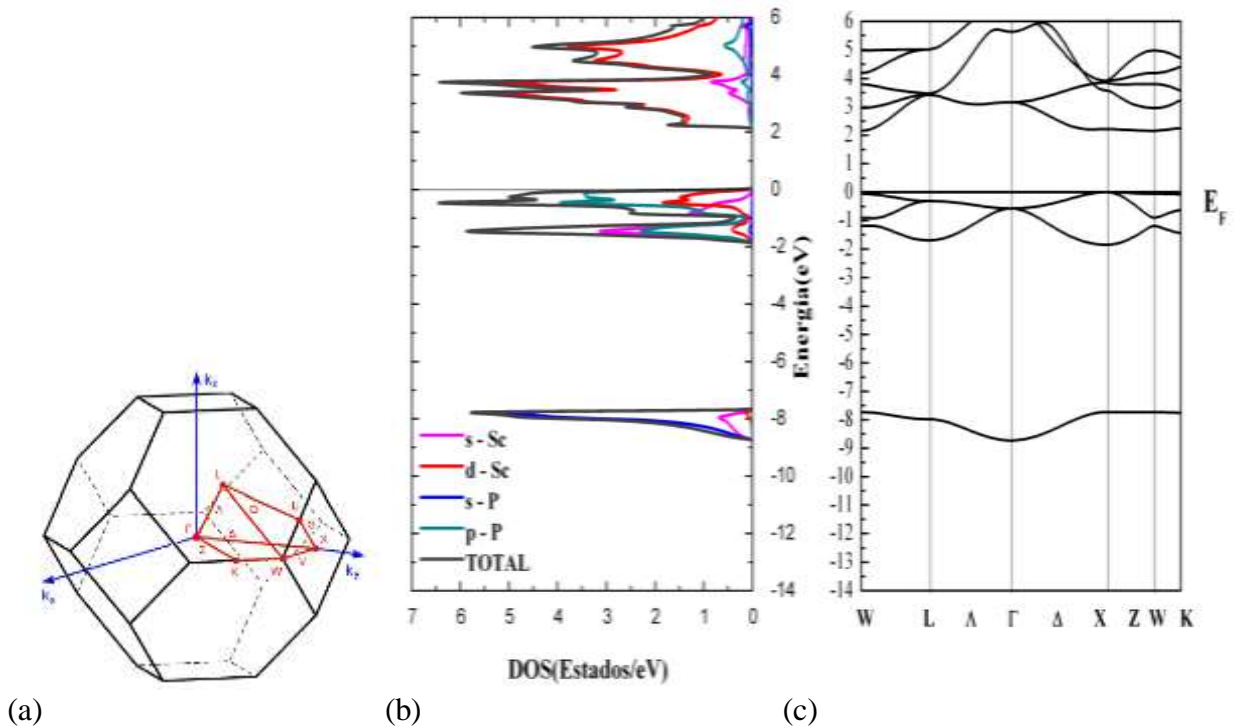 k_z
L
Λ
Q
Γ
Δ
Σ
U
X
K
W
k_x
k_y
(a)
6
4
2
0
-2
-4
-6
-8
-10
-12
-14
Energia(eV)
s - Sc
d - Sc
s - P
p - P
TOTAL
7 6 5 4 3 2 1 0
DOS(Estados/eV)
(b)
6
5
4
3
2
1
0
-1
-2
-3
-4
-5
-6
-7
-8
-9
-10
-11
-12
-13
-14
E_F
W L Λ Γ Δ X Z W K
(c)